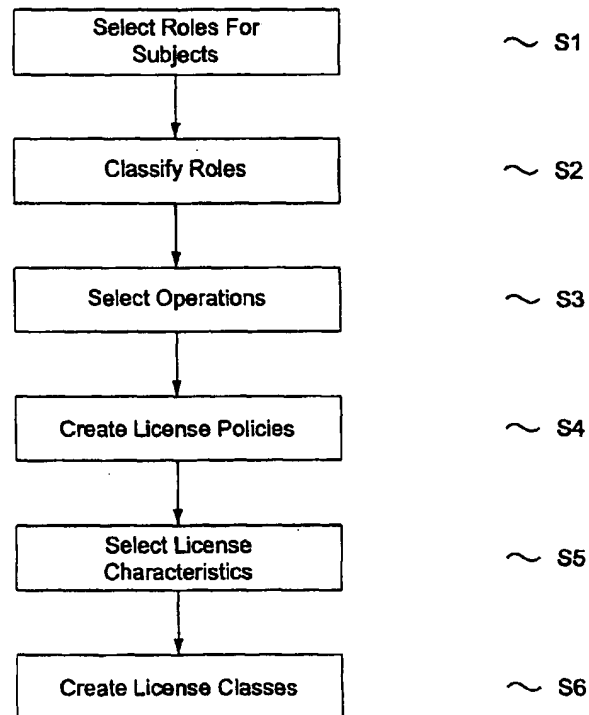 Select Roles For
Subjects
~ S1
Classify Roles
~ S2
Select Operations
~ S3
Create License Policies
~ S4
Select License
Characteristics
~ S5
Create License Classes
~ S6